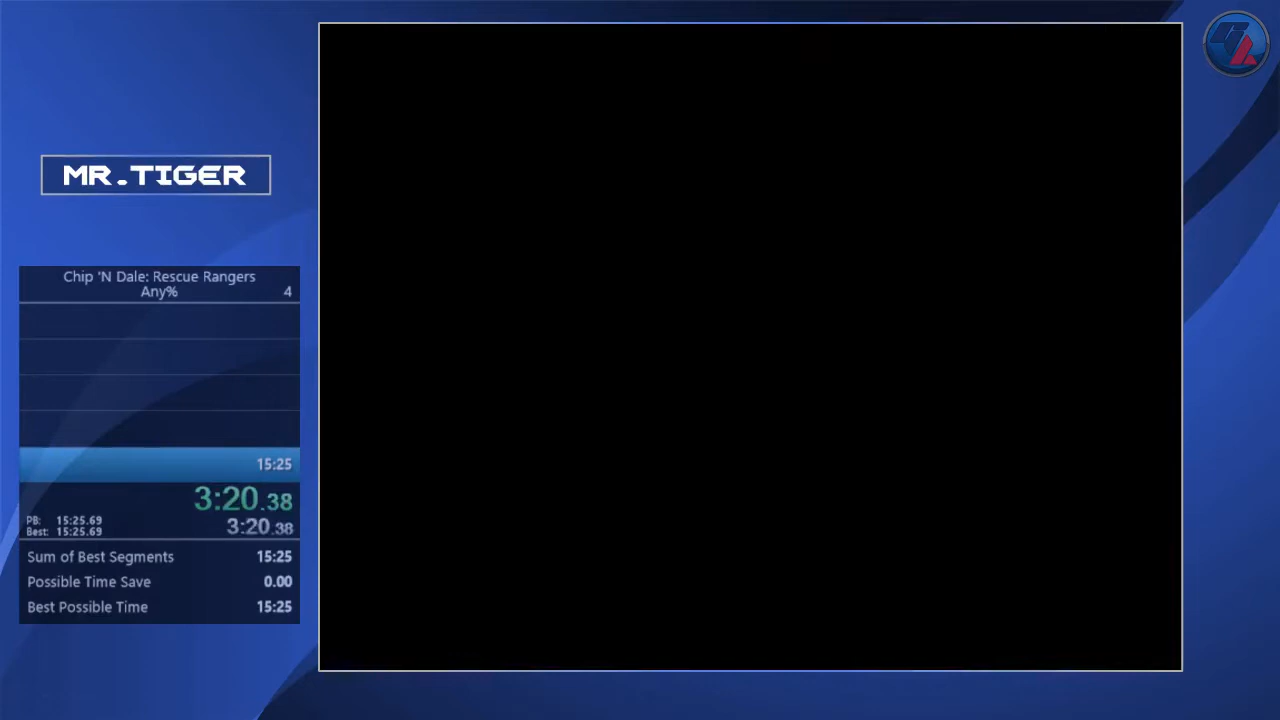 MR.TIGER
Chip 'N Dale: Rescue Rangers
Any% 4
15:25
3:20.38
PB: 15:25.69
Best: 15:25.69
3:20.38
Sum of Best Segments 15:25
Possible Time Save 0.00
Best Possible Time 15:25